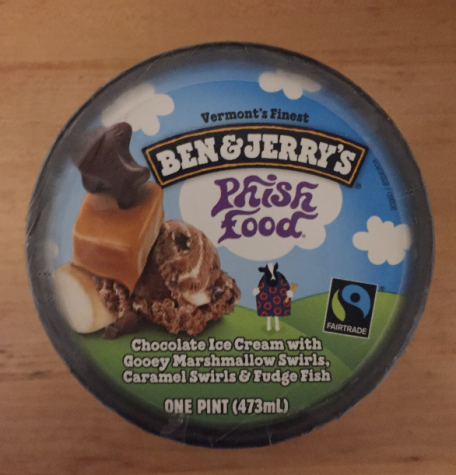 Vermont's Finest
BEN & JERRY'S
Phish
Food
FAIRTRADE
Chocolate Ice Cream with
Gooey Marshmallow Swirls,
Caramel Swirls & Fudge Fish
ONE PINT (473mL)